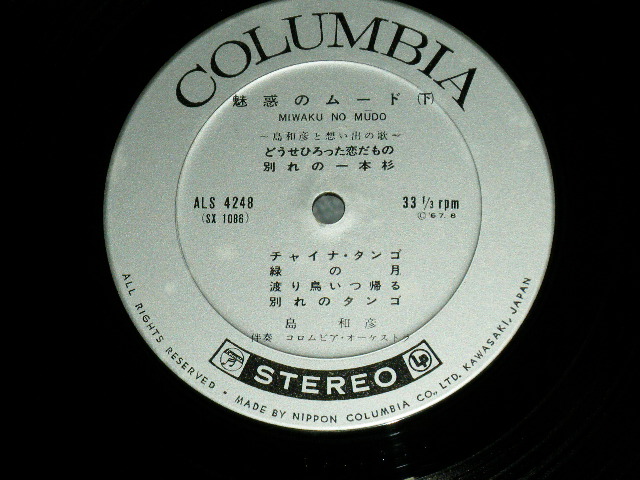 COLUMBIA
魅惑のムード（下）
MIWAKU NO MŪDO
～島和彦と想い出の歌～
どうせひろった恋だもの
別れの一本杉
ALS 4248
(SX 1086)
33 1/3 rpm
Ⓒ'67.8
チャイナ・タンゴ
緑の月
渡り鳥いつ帰る
別れのタンゴ
島 和彦
伴奏 コロムビア・オーケストラ
STEREO
LP
ALL RIGHTS RESERVED • MADE BY NIPPON COLUMBIA CO., LTD. KAWASAKI, JAPAN